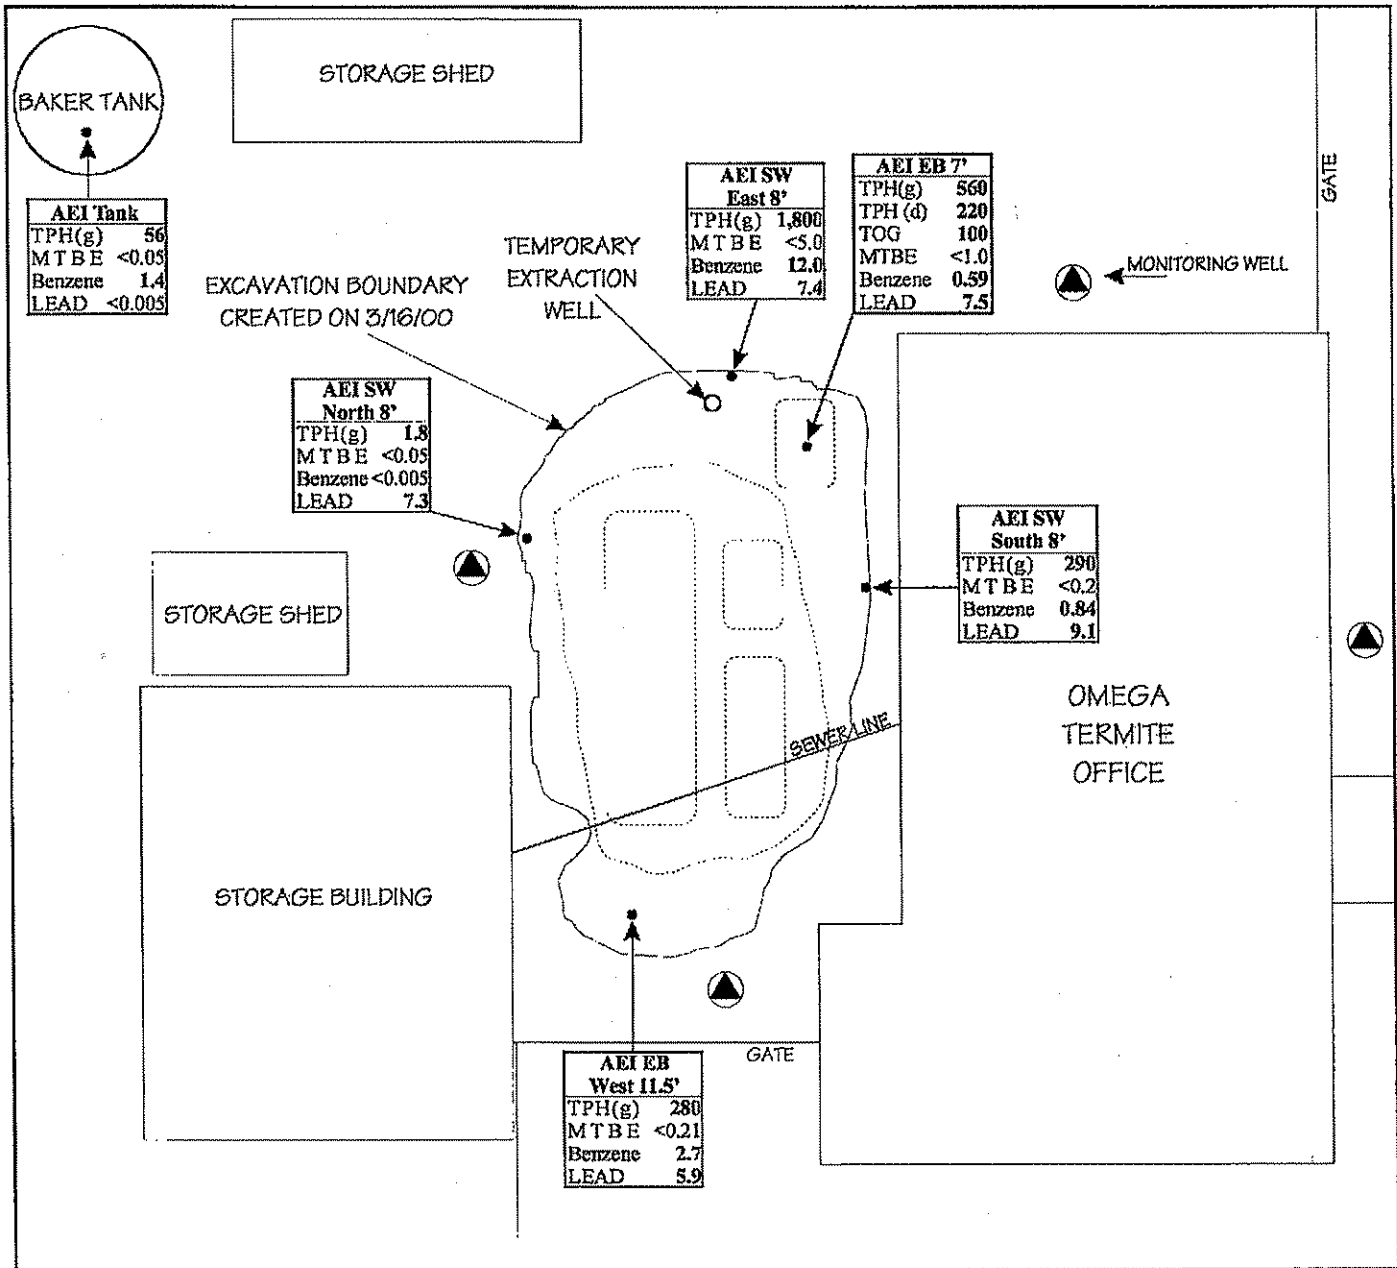 STORAGE SHED
BAKER TANK
AEI Tank
TPH(g) 56
MTBE <0.05
Benzene 1.4
LEAD <0.005
EXCAVATION BOUNDARY
CREATED ON 3/16/00
TEMPORARY
EXTRACTION
WELL
AEI SW
East 8'
TPH(g) 1,800
MTBE <5.0
Benzene 12.0
LEAD 7.4
AEI EB 7'
TPH(g) 560
TPH (d) 220
TOG 100
MTBE <1.0
Benzene 0.59
LEAD 7.5
GATE
MONITORING WELL
AEI SW
North 8'
TPH(g) 1.8
MTBE <0.05
Benzene <0.005
LEAD 7.3
AEI SW
South 8'
TPH(g) 290
MTBE <0.2
Benzene 0.84
LEAD 9.1
STORAGE SHED
OMEGA
TERMITE
OFFICE
SEWER LINE
STORAGE BUILDING
GATE
AEI EB
West 11.5'
TPH(g) 280
MTBE <0.21
Benzene 2.7
LEAD 5.9